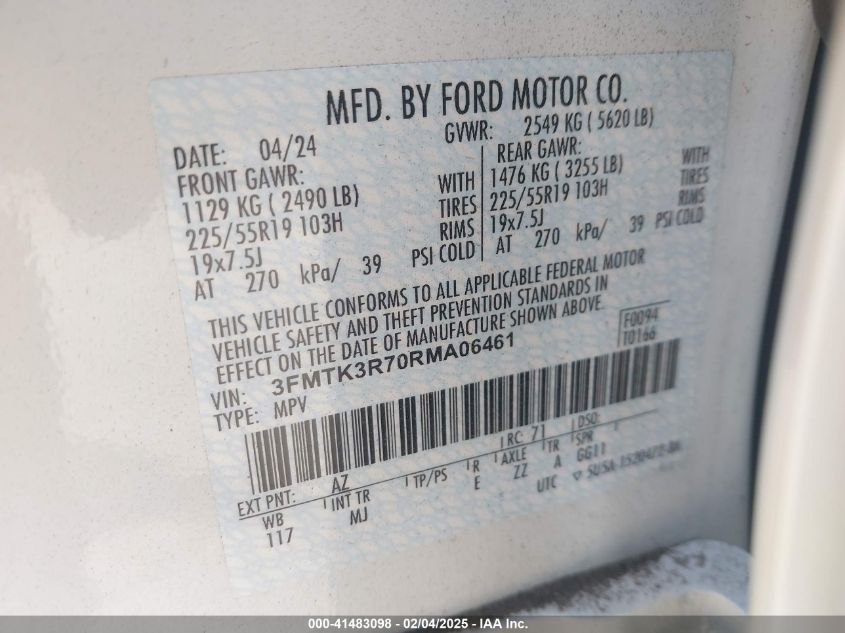 MFD. BY FORD MOTOR CO.
DATE: 04/24 GVWR: 2549 KG ( 5620 LB)
FRONT GAWR: REAR GAWR:
1129 KG ( 2490 LB) WITH 1476 KG ( 3255 LB) WITH
225/55R19 103H TIRES 225/55R19 103H TIRES
19x7.5J RIMS 19x7.5J RIMS
AT 270 kPa/ 39 PSI COLD AT 270 kPa/ 39 PSI COLD
THIS VEHICLE CONFORMS TO ALL APPLICABLE FEDERAL MOTOR
VEHICLE SAFETY AND THEFT PREVENTION STANDARDS IN
EFFECT ON THE DATE OF MANUFACTURE SHOWN ABOVE.
F0094
VIN: 3FMTK3R70RMA06461 T0166
TYPE: MPV
EXT PNT: AZ RC: 71 DSO:
WB INT TR TP/PS R AXLE TR SPR
117 MJ E ZZ A GG11
UTC
000-41483098 - 02/04/2025 - IAA Inc.